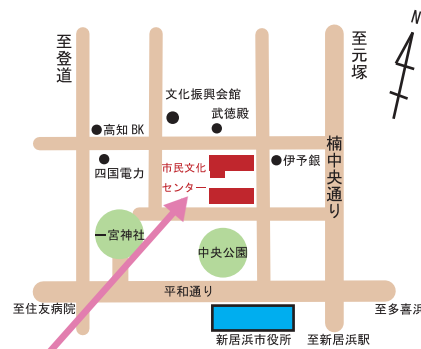 N
至登道
至元塚
文化振興会館
武徳殿
高知BK
四国電力
市民文化
センター
伊予銀
楠中央通り
一宮神社
中央公園
平和通り
至住友病院
至多喜浜
新居浜市役所
至新居浜駅